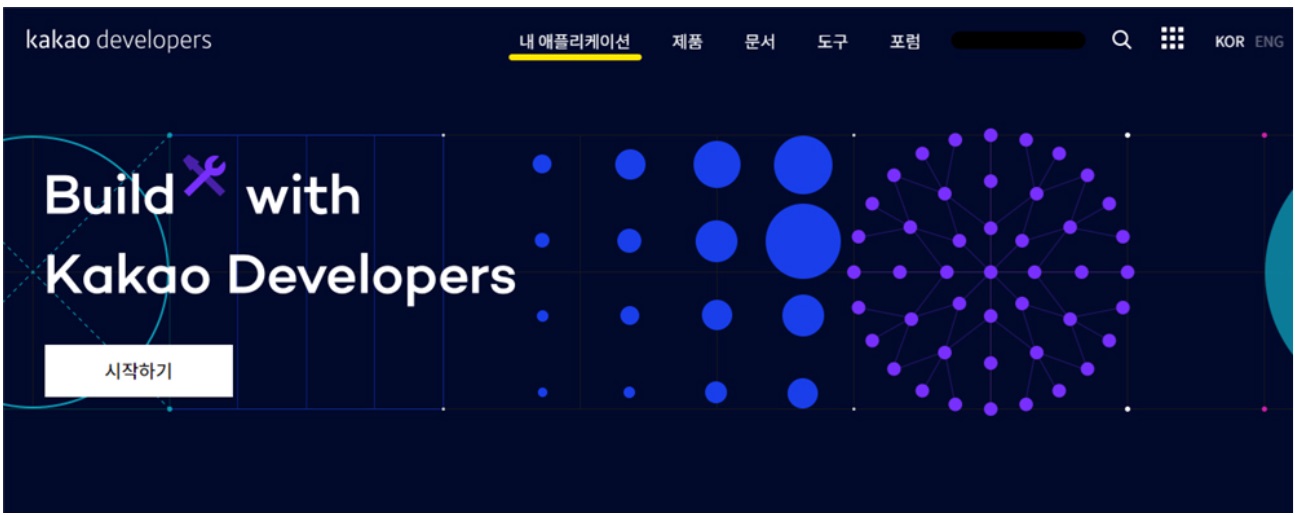 kakao developers
내 애플리케이션 제품 문서 도구 포럼 KOR ENG
Build with
Kakao Developers
시작하기